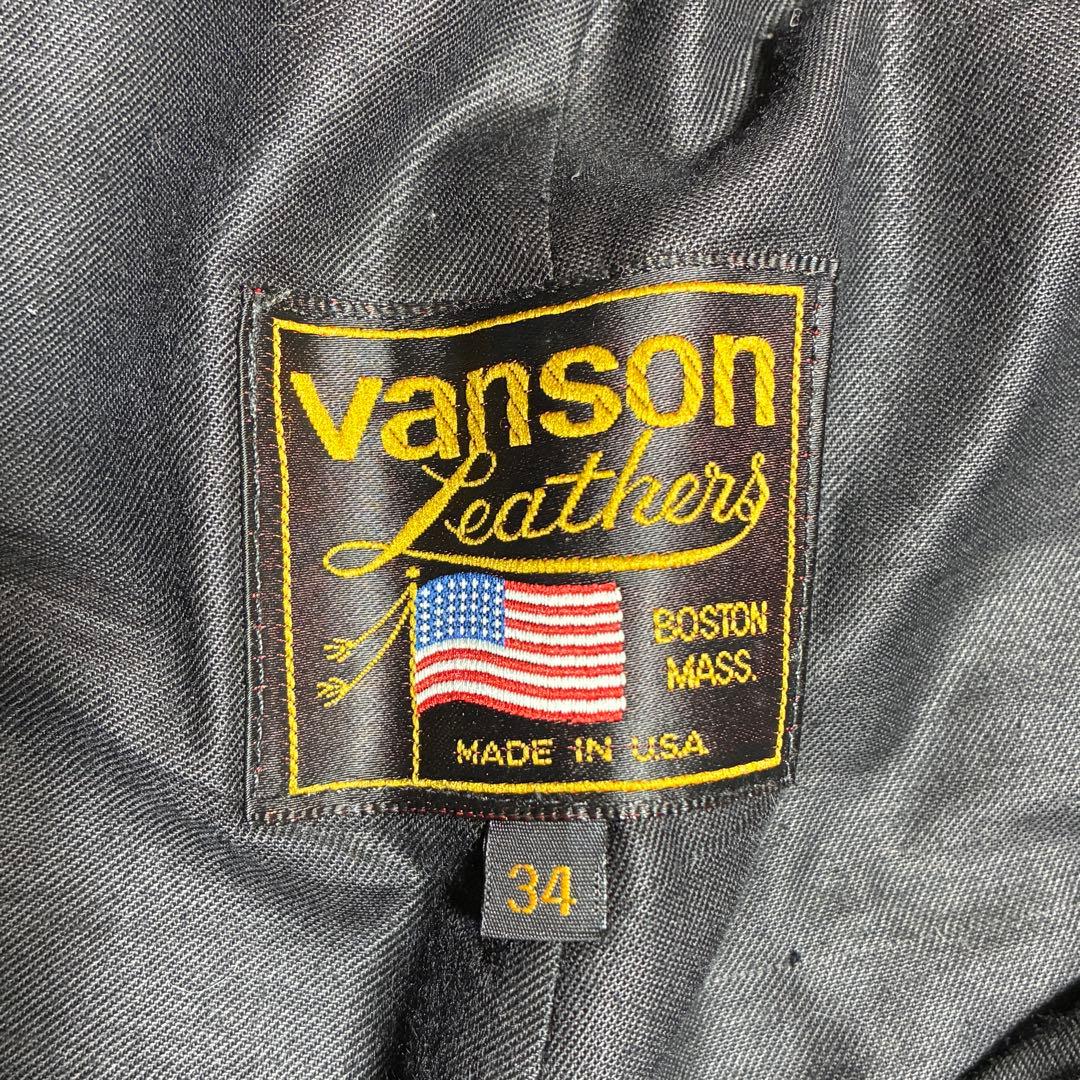 vanson
Leathers
BOSTON
MASS.
MADE IN U.S.A.
34